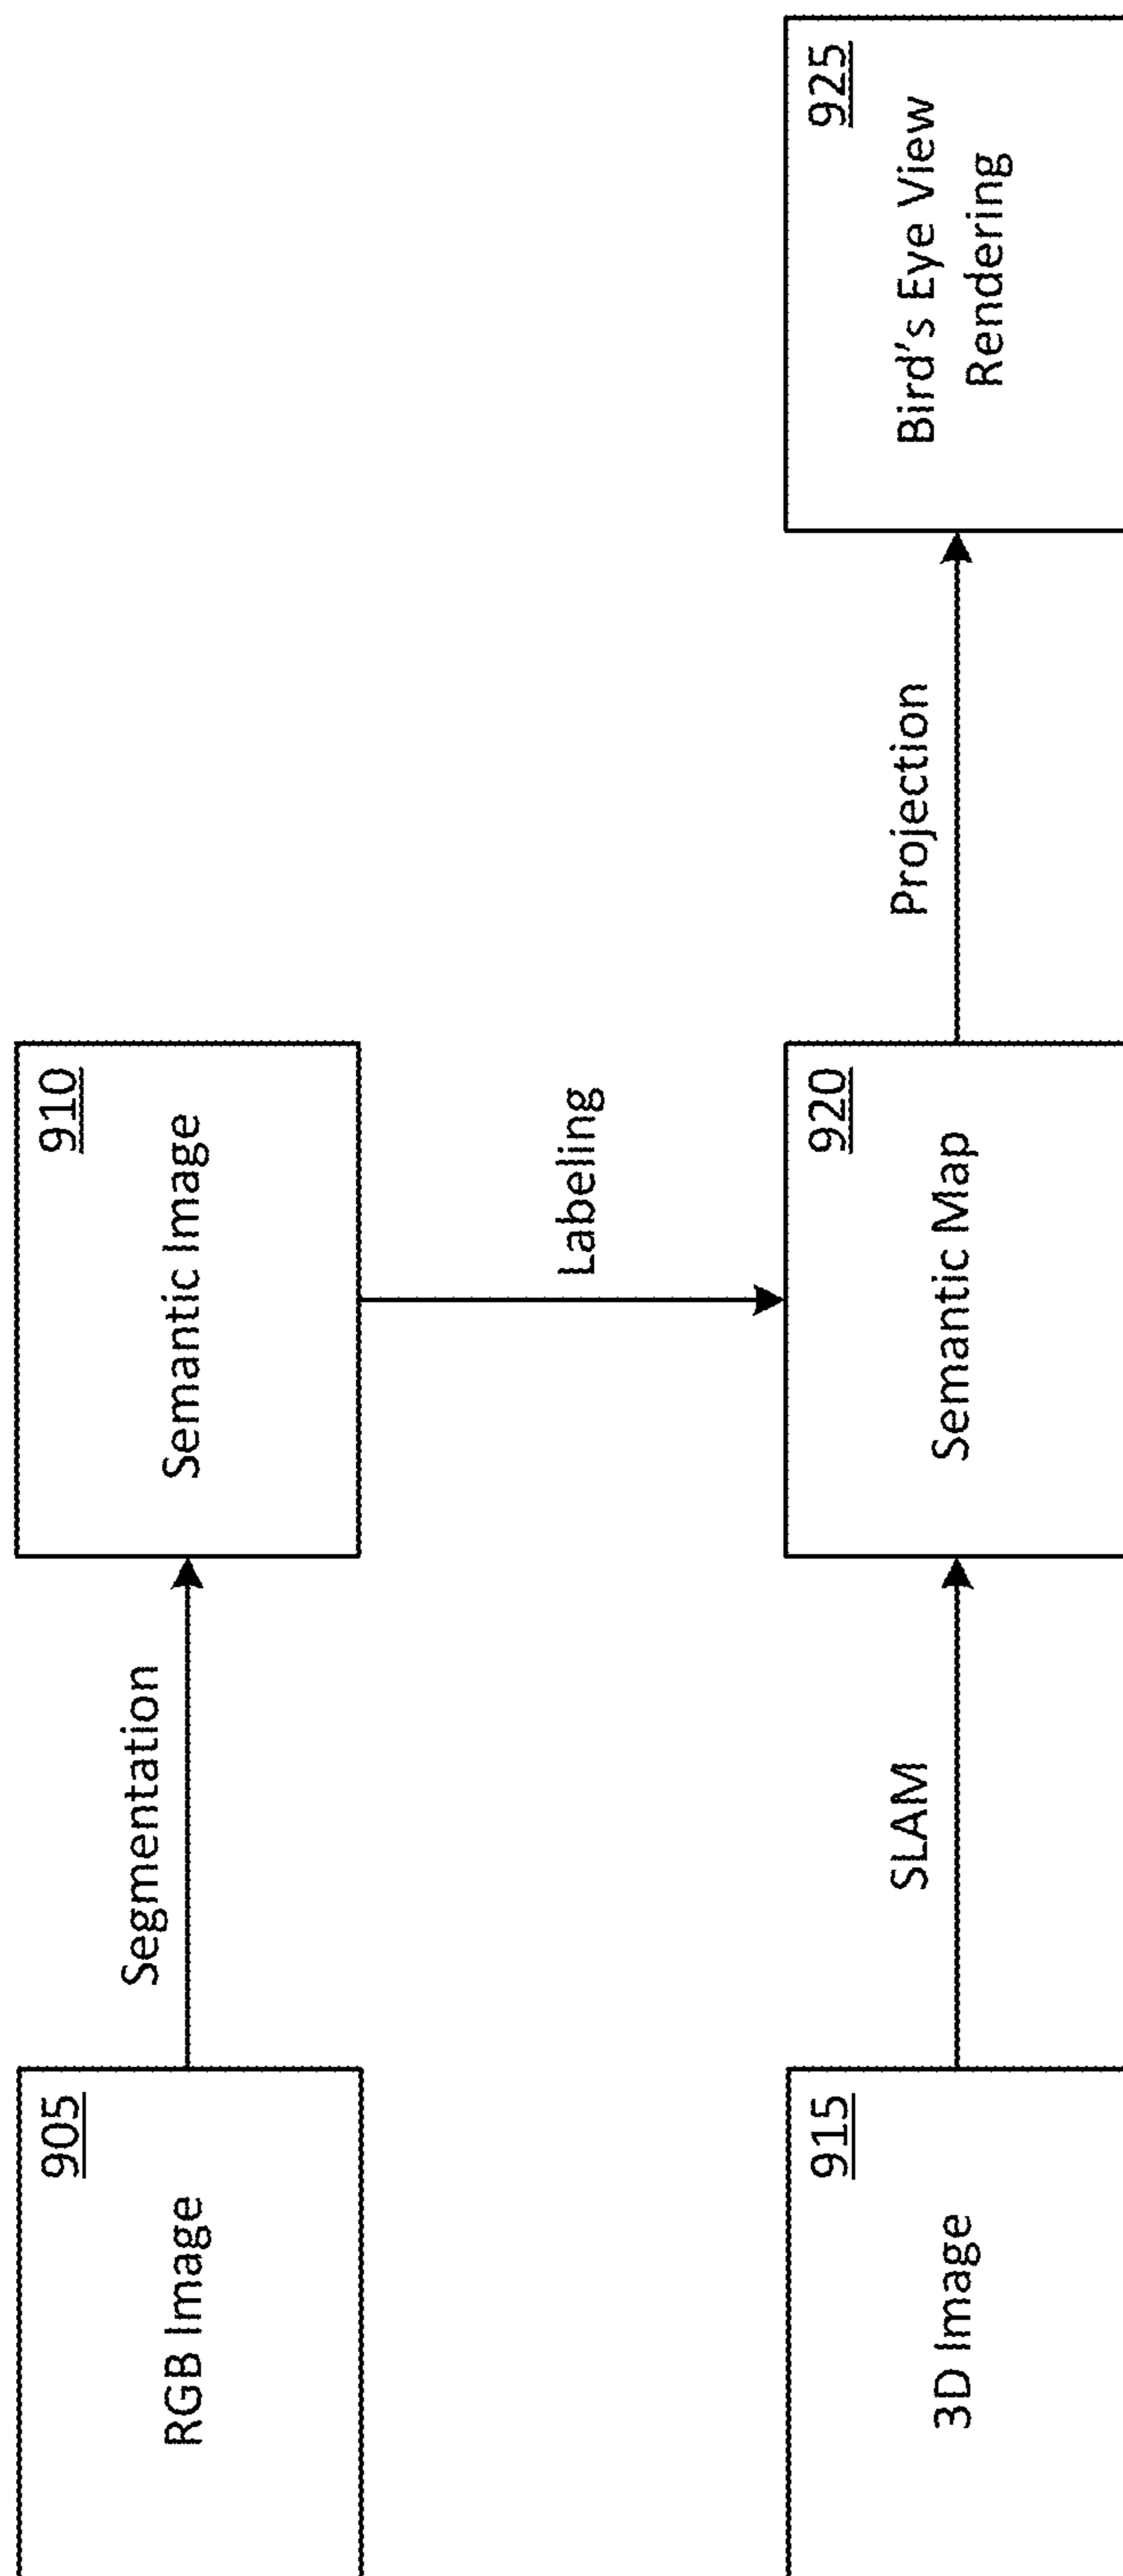 905
RGB Image
Segmentation
910
Semantic Image
Labeling
915
3D Image
SLAM
920
Semantic Map
Projection
925
Bird's Eye View
Rendering